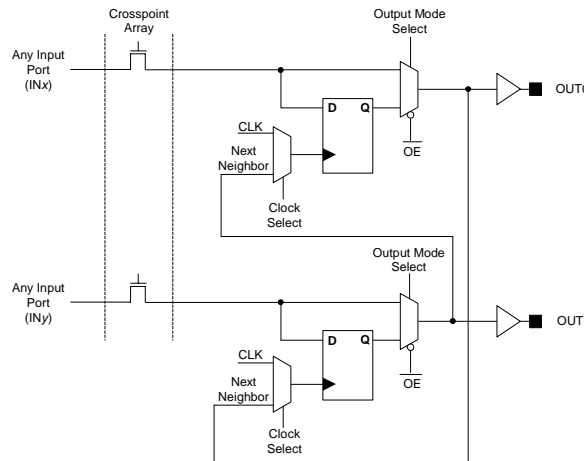 Crosspoint
Array
Output Mode
Select
Any Input
Port
(INx)
OUT0
D Q
CLK
Next
Neighbor
OE
Clock
Select
Output Mode
Select
Any Input
Port
(INy)
OUT
D Q
CLK
Next
Neighbor
OE
Clock
Select